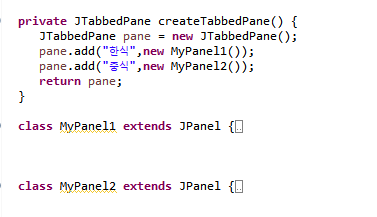 private JTabbedPane createTabbedPane() {
JTabbedPane pane = new JTabbedPane();
pane.add("한식",new MyPanel1());
pane.add("중식",new MyPanel2());
return pane;
}
class MyPanel1 extends JPanel {
class MyPanel2 extends JPanel {